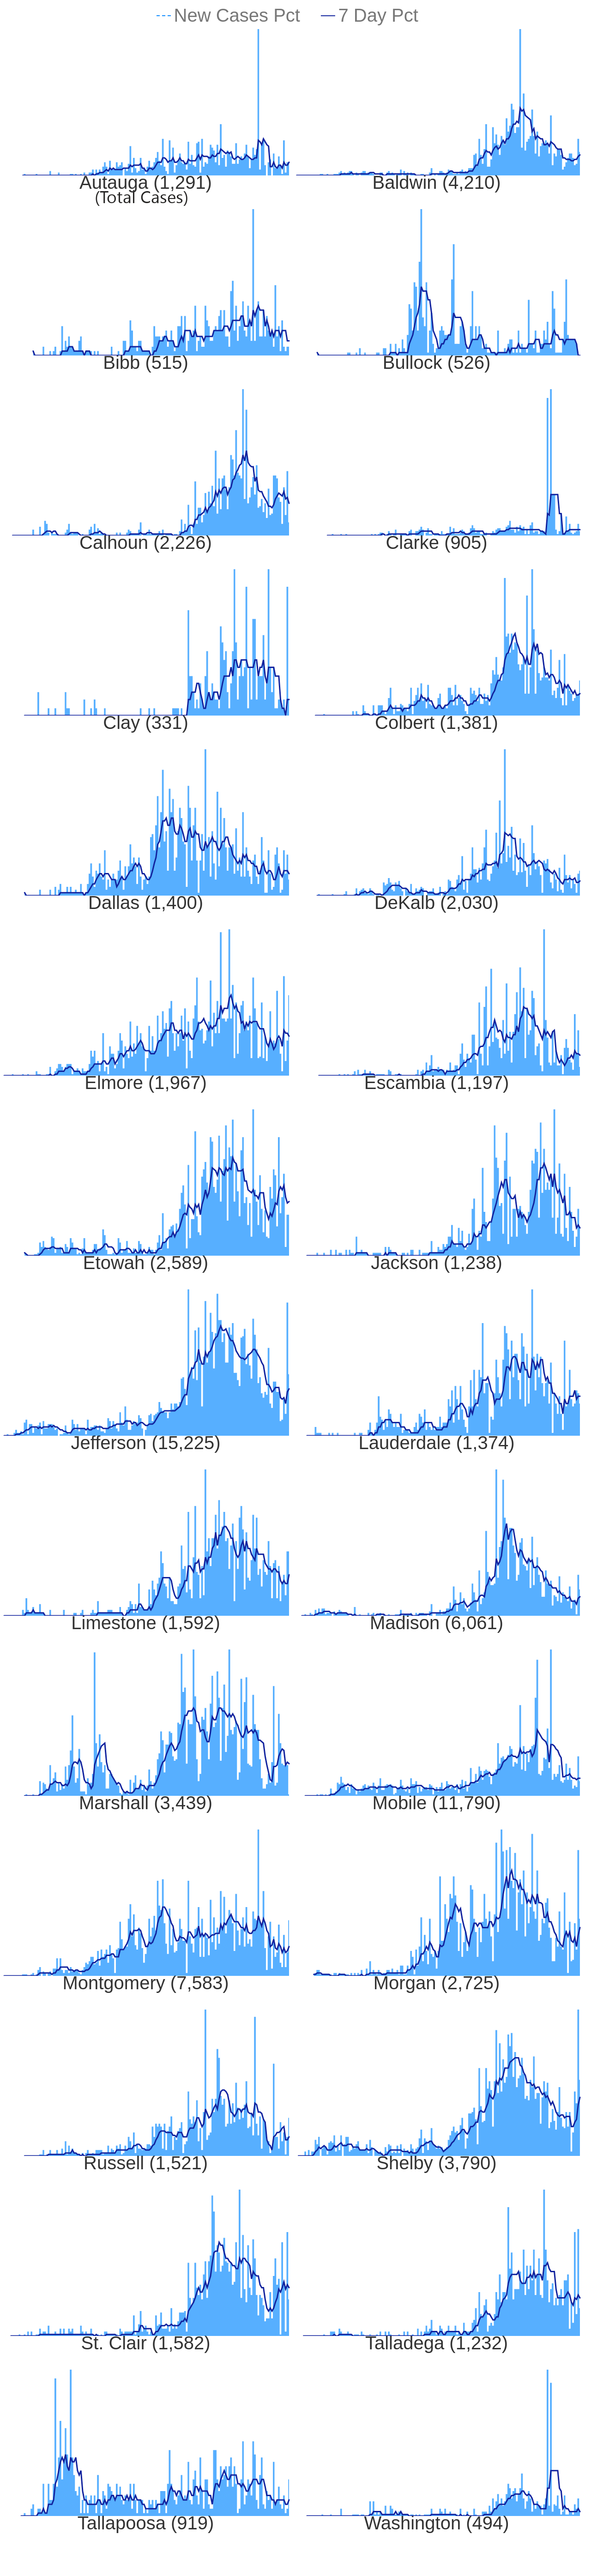 New Cases Pct 7 Day Pct
Autauga (1,291) Baldwin (4,210)
(Total Cases)
Bibb (515) Bullock (526)
Calhoun (2,226) Clarke (905)
Clay (331) Colbert (1,381)
Dallas (1,400) DeKalb (2,030)
Elmore (1,967) Escambia (1,197)
Etowah (2,589) Jackson (1,238)
Jefferson (15,225) Lauderdale (1,374)
Limestone (1,592) Madison (6,061)
Marshall (3,439) Mobile (11,790)
Montgomery (7,583) Morgan (2,725)
Russell (1,521) Shelby (3,790)
St. Clair (1,582) Talladega (1,232)
Tallapoosa (919) Washington (494)